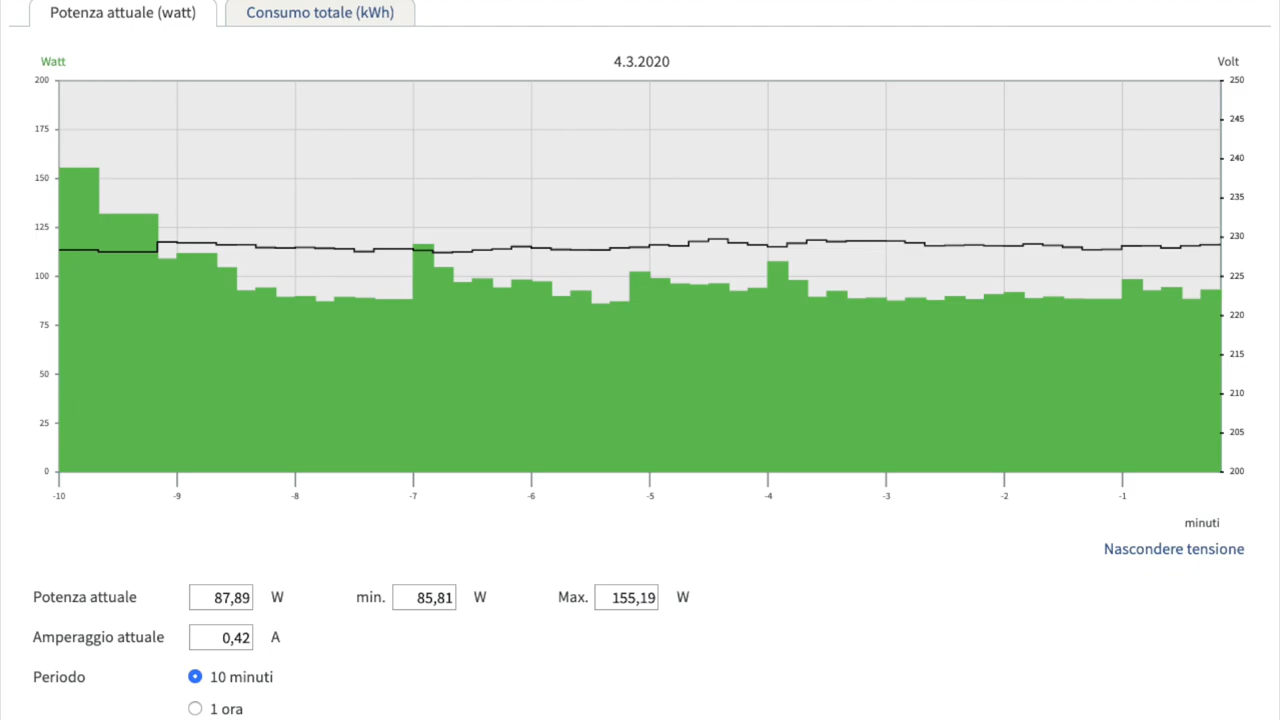 Potenza attuale (watt) Consumo totale (kWh)
Watt 4.3.2020 Volt
200 250
245
175
240
150
235
125 230
100 225
220
75
215
50 210
25 205
0 200
-10 -9 -8 -7 -6 -5 -4 -3 -2 -1
minuti
Nascondere tensione
Potenza attuale 87,89 W min. 85,81 W Max. 155,19 W
Amperaggio attuale 0,42 A
Periodo 10 minuti
1 ora